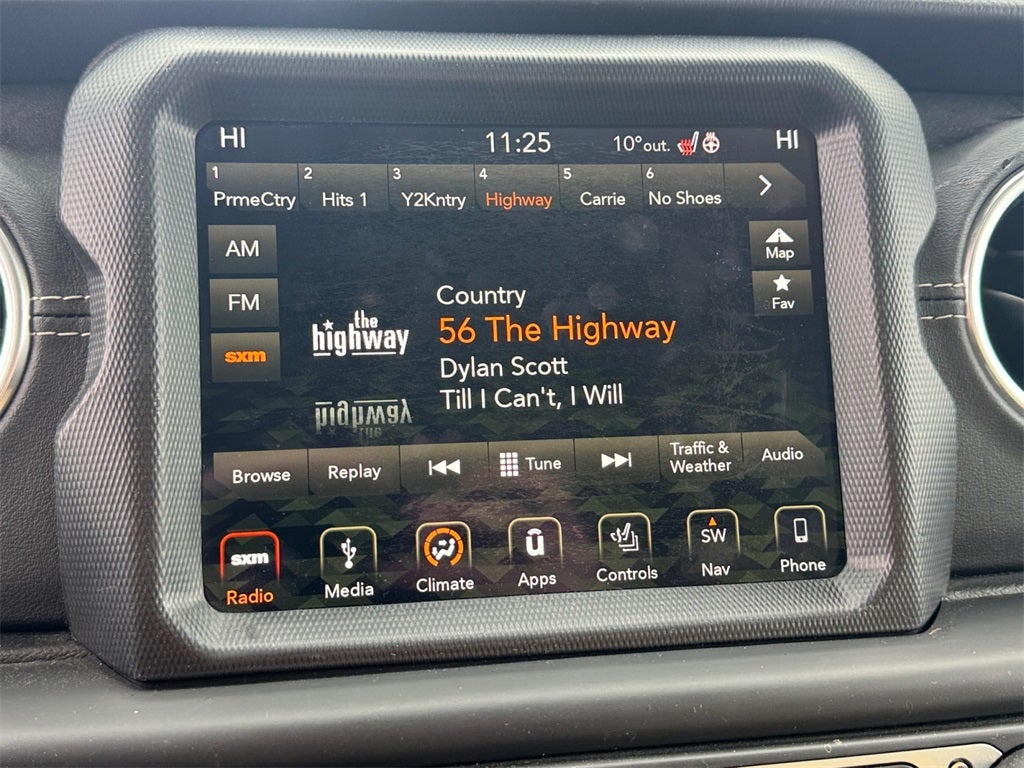 HI 11:25 10° out. HI
1 PrmeCtry 2 Hits 1 3 Y2Kntry 4 Highway 5 Carrie 6 No Shoes
AM
FM
sxm
the
highway
Country
56 The Highway
Dylan Scott
Till I Can't, I Will
Map
Fav
Browse Replay Tune Traffic &
Weather Audio
sxm SW
Radio Media Climate Apps Controls Nav Phone